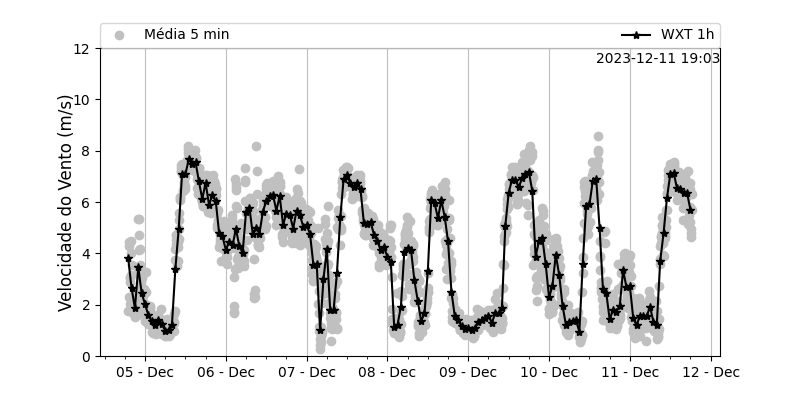 Média 5 min
WXT 1h
2023-12-11 19:03
Velocidade do Vento (m/s)
12
10
8
6
4
2
0
05 - Dec
06 - Dec
07 - Dec
08 - Dec
09 - Dec
10 - Dec
11 - Dec
12 - Dec